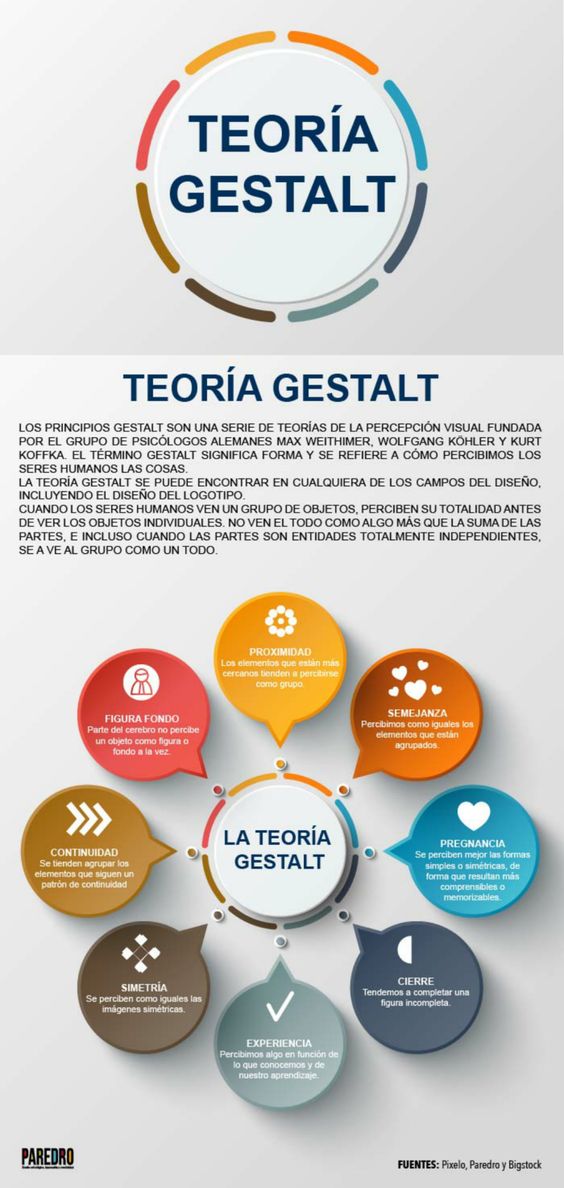 TEORÍA
GESTALT
TEORÍA GESTALT
LOS PRINCIPIOS GESTALT SON UNA SERIE DE TEORÍAS DE LA PERCEPCIÓN VISUAL FUNDADA
POR EL GRUPO DE PSICÓLOGOS ALEMANES MAX WEITHIMER, WOLFGANG KÖHLER Y KURT
KOFFKA. EL TÉRMINO GESTALT SIGNIFICA FORMA Y SE REFIERE A CÓMO PERCIBIMOS LOS
SERES HUMANOS LAS COSAS.
LA TEORÍA GESTALT SE PUEDE ENCONTRAR EN CUALQUIERA DE LOS CAMPOS DEL DISEÑO,
INCLUYENDO EL DISEÑO DEL LOGOTIPO.
CUANDO LOS SERES HUMANOS VEN UN GRUPO DE OBJETOS, PERCIBEN SU TOTALIDAD ANTES
DE VER LOS OBJETOS INDIVIDUALES. NO VEN EL TODO COMO ALGO MÁS QUE LA SUMA DE LAS
PARTES, E INCLUSO CUANDO LAS PARTES SON ENTIDADES TOTALMENTE INDEPENDIENTES,
SE A VE AL GRUPO COMO UN TODO.
PROXIMIDAD
Los elementos que están más
cercanos tienden a percibirse
como grupo.
FIGURA FONDO
Parte del cerebro no percibe
un objeto como figura o
fondo a la vez.
SEMEJANZA
Percibimos como iguales los
elementos que están
agrupados.
LA TEORÍA
GESTALT
CONTINUIDAD
Se tienden agrupar los
elementos que siguen un
patrón de continuidad
PREGNANCIA
Se perciben mejor las formas
simples o simétricas, de
forma que resultan más
comprensibles o
memorizables.
SIMETRÍA
Se perciben como iguales las
imágenes simétricas.
CIERRE
Tendemos a completar una
figura incompleta.
EXPERIENCIA
Percibimos algo en función de
lo que conocemos y de
nuestro aprendizaje.
PAREDRO
FUENTES: Pixelo, Paredro y Bigstock